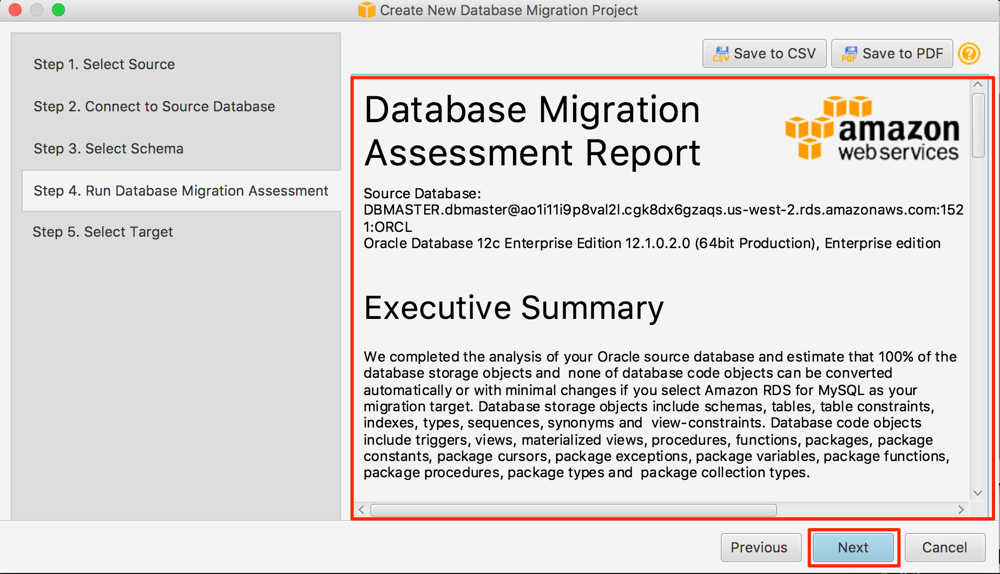 Create New Database Migration Project
Step 1. Select Source
Step 2. Connect to Source Database
Step 3. Select Schema
Step 4. Run Database Migration Assessment
Step 5. Select Target
CSV Save to CSV
PDF Save to PDF
?
Database Migration
Assessment Report
amazon
web services
Source Database:
DBMASTER.dbmaster@ao1i11i9p8val2l.cgk8dx6gzaqs.us-west-2.rds.amazonaws.com:152
1:ORCL
Oracle Database 12c Enterprise Edition 12.1.0.2.0 (64bit Production), Enterprise edition
Executive Summary
We completed the analysis of your Oracle source database and estimate that 100% of the
database storage objects and  none of database code objects can be converted
automatically or with minimal changes if you select Amazon RDS for MySQL as your
migration target. Database storage objects include schemas, tables, table constraints,
indexes, types, sequences, synonyms and  view-constraints. Database code objects
include triggers, views, materialized views, procedures, functions, packages, package
constants, package cursors, package exceptions, package variables, package functions,
package procedures, package types and  package collection types.
Previous
Next
Cancel